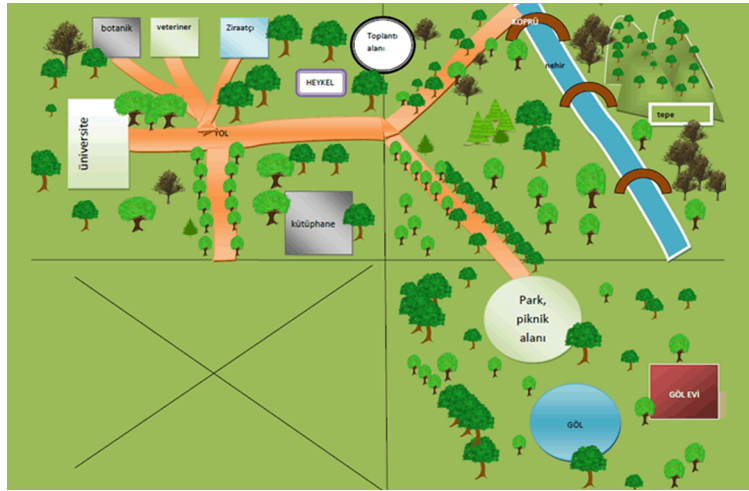 botanik
veteriner
Ziraatçı
Toplantı
alanı
KÖPRÜ
nehir
HEYKEL
tepe
üniversite
YOL
kütüphane
Park,
piknik
alanı
GÖL EVİ
GÖL